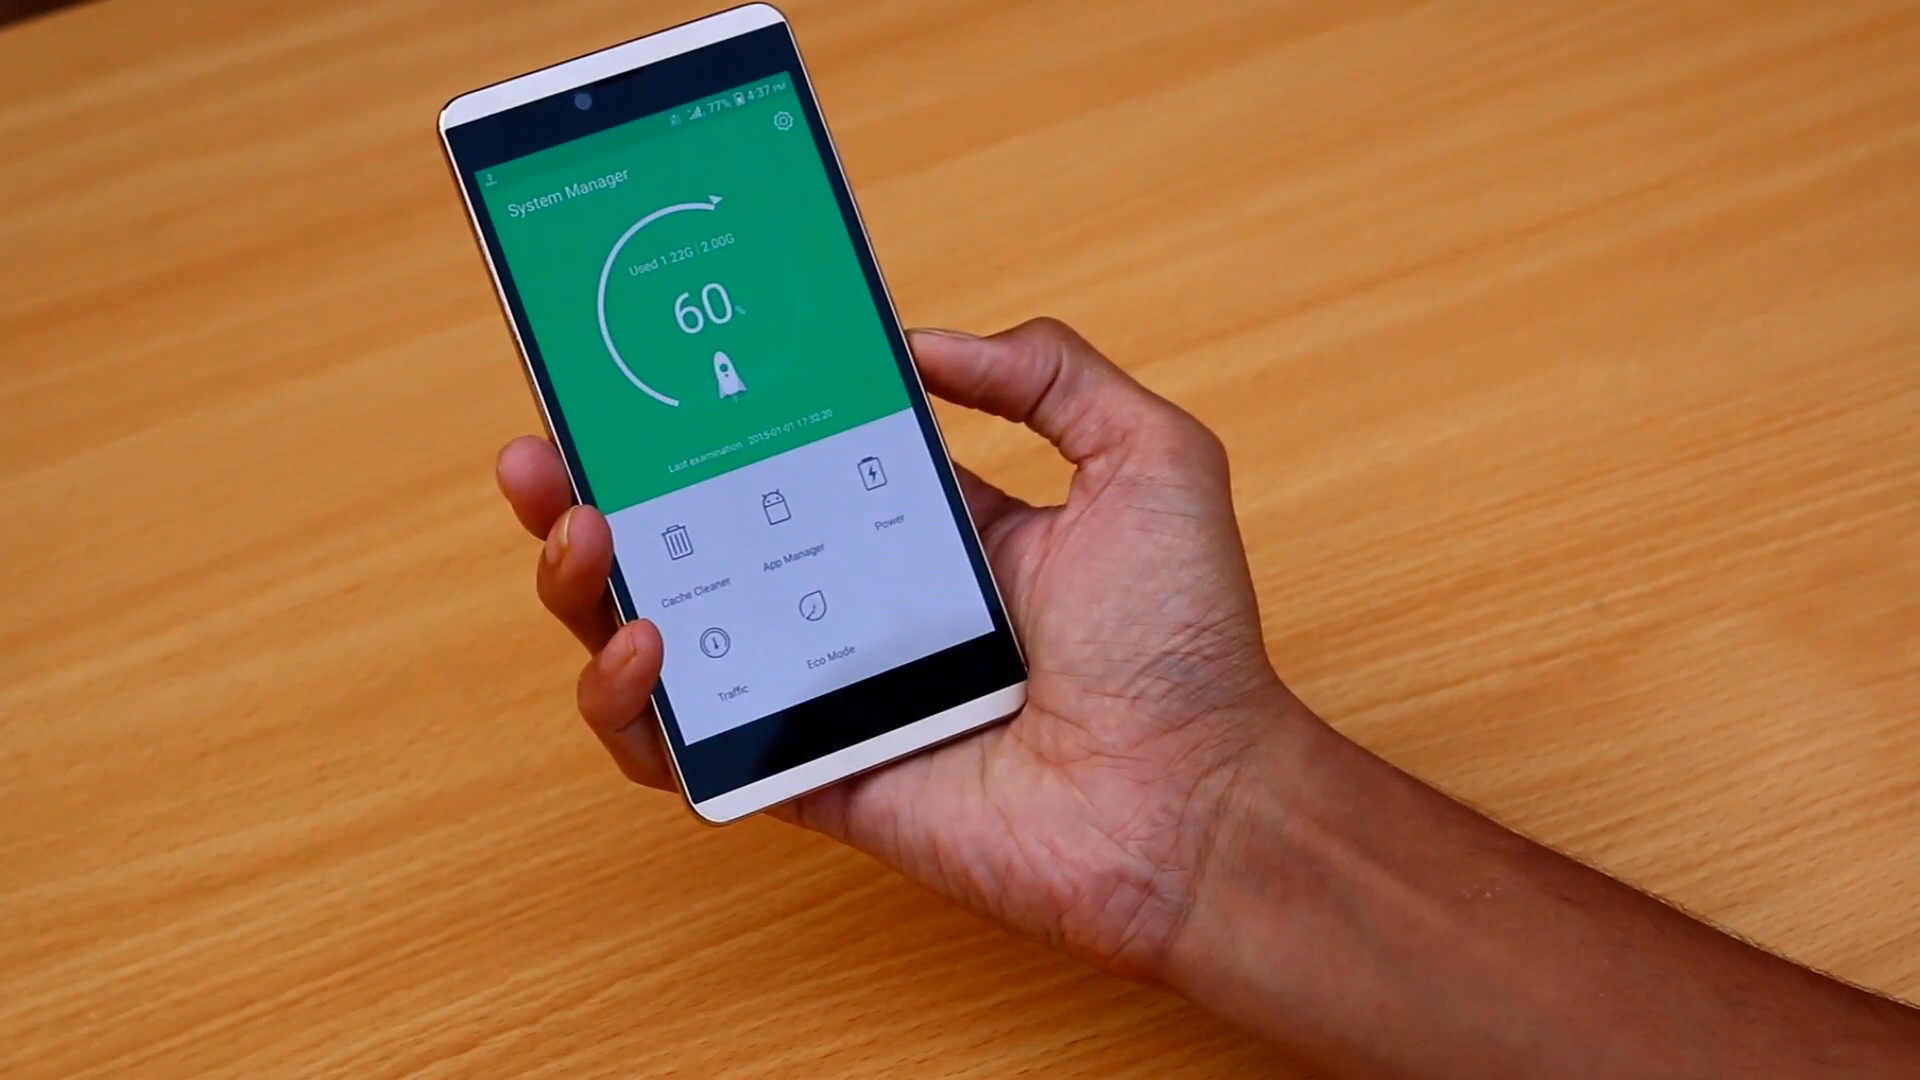 77% 4:37 PM
System Manager
Used 1.22G | 2.00G
60%
Last examination 2015-01-01 17:32:20
Cache Cleaner
App Manager
Power
Traffic
Eco Mode